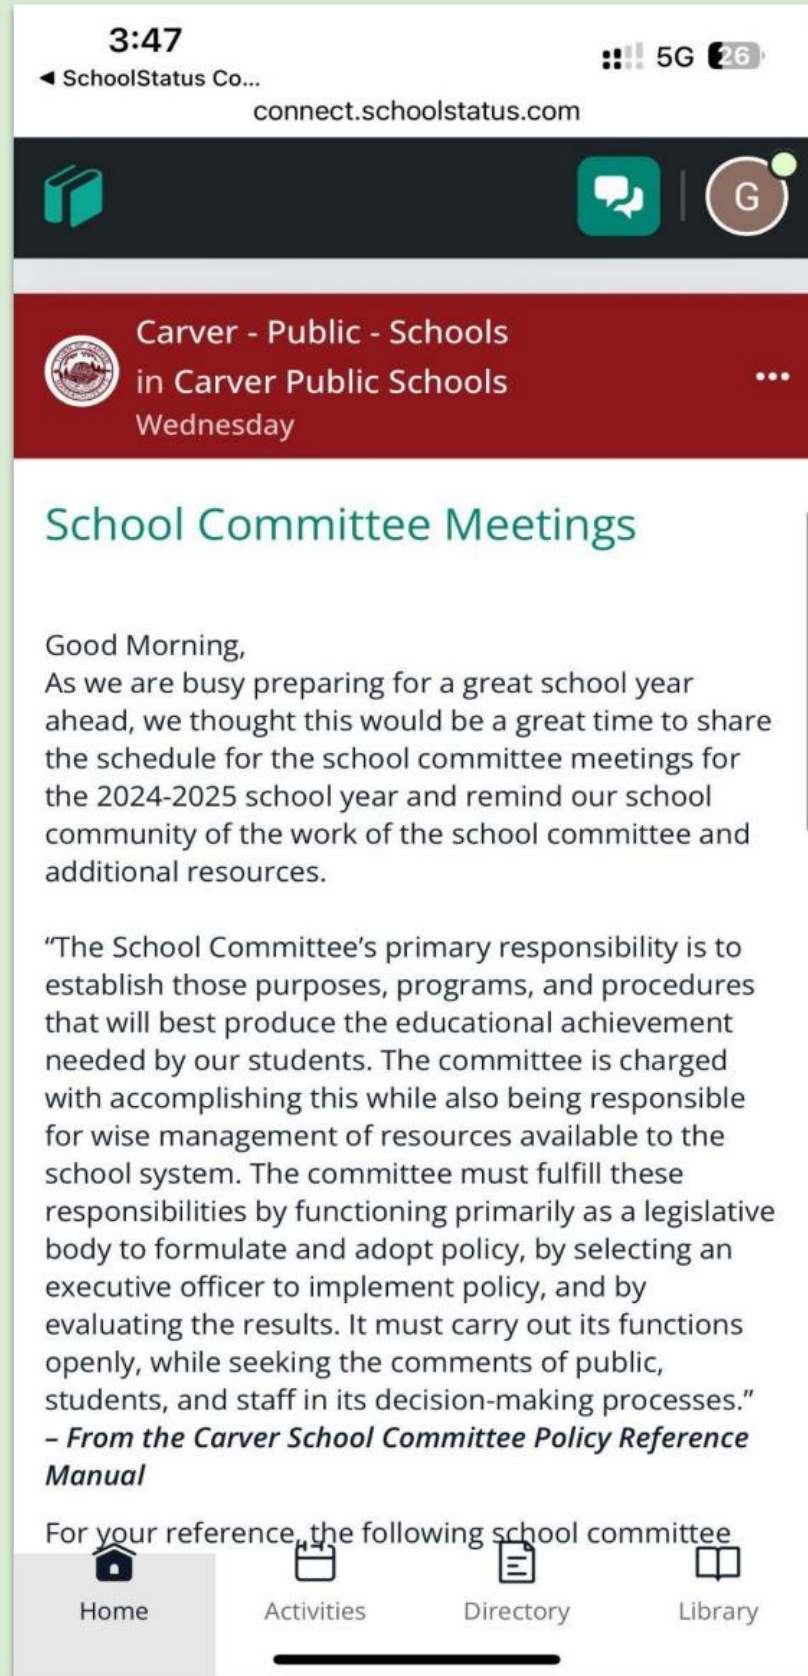 3:47
5G 26
◀ SchoolStatus Co...
connect.schoolstatus.com
G
Carver - Public - Schools
in Carver Public Schools
Wednesday
School Committee Meetings
Good Morning,
As we are busy preparing for a great school year
ahead, we thought this would be a great time to share
the schedule for the school committee meetings for
the 2024-2025 school year and remind our school
community of the work of the school committee and
additional resources.
“The School Committee’s primary responsibility is to
establish those purposes, programs, and procedures
that will best produce the educational achievement
needed by our students. The committee is charged
with accomplishing this while also being responsible
for wise management of resources available to the
school system. The committee must fulfill these
responsibilities by functioning primarily as a legislative
body to formulate and adopt policy, by selecting an
executive officer to implement policy, and by
evaluating the results. It must carry out its functions
openly, while seeking the comments of public,
students, and staff in its decision-making processes.”
– From the Carver School Committee Policy Reference
Manual
For your reference, the following school committee
Home
Activities
Directory
Library